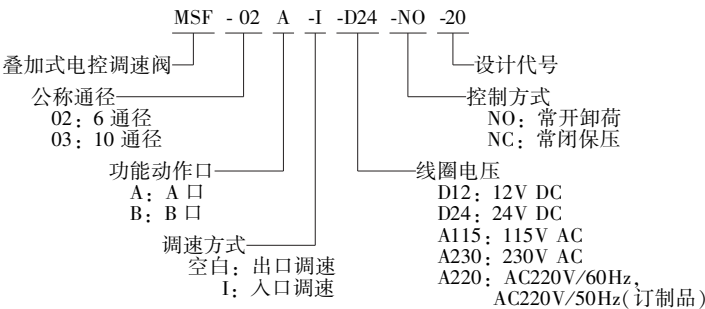 MSF -02 A -I -D24 -NO -20
叠加式电控调速阀
设计代号
公称通径
02：6 通径
03：10 通径
控制方式
NO：常开卸荷
NC：常闭保压
功能动作口
A：A 口
B：B 口
线圈电压
D12：12V DC
D24：24V DC
A115：115V AC
A230：230V AC
A220：AC220V/60Hz，
AC220V/50Hz(订制品)
调速方式
空白：出口调速
I：入口调速